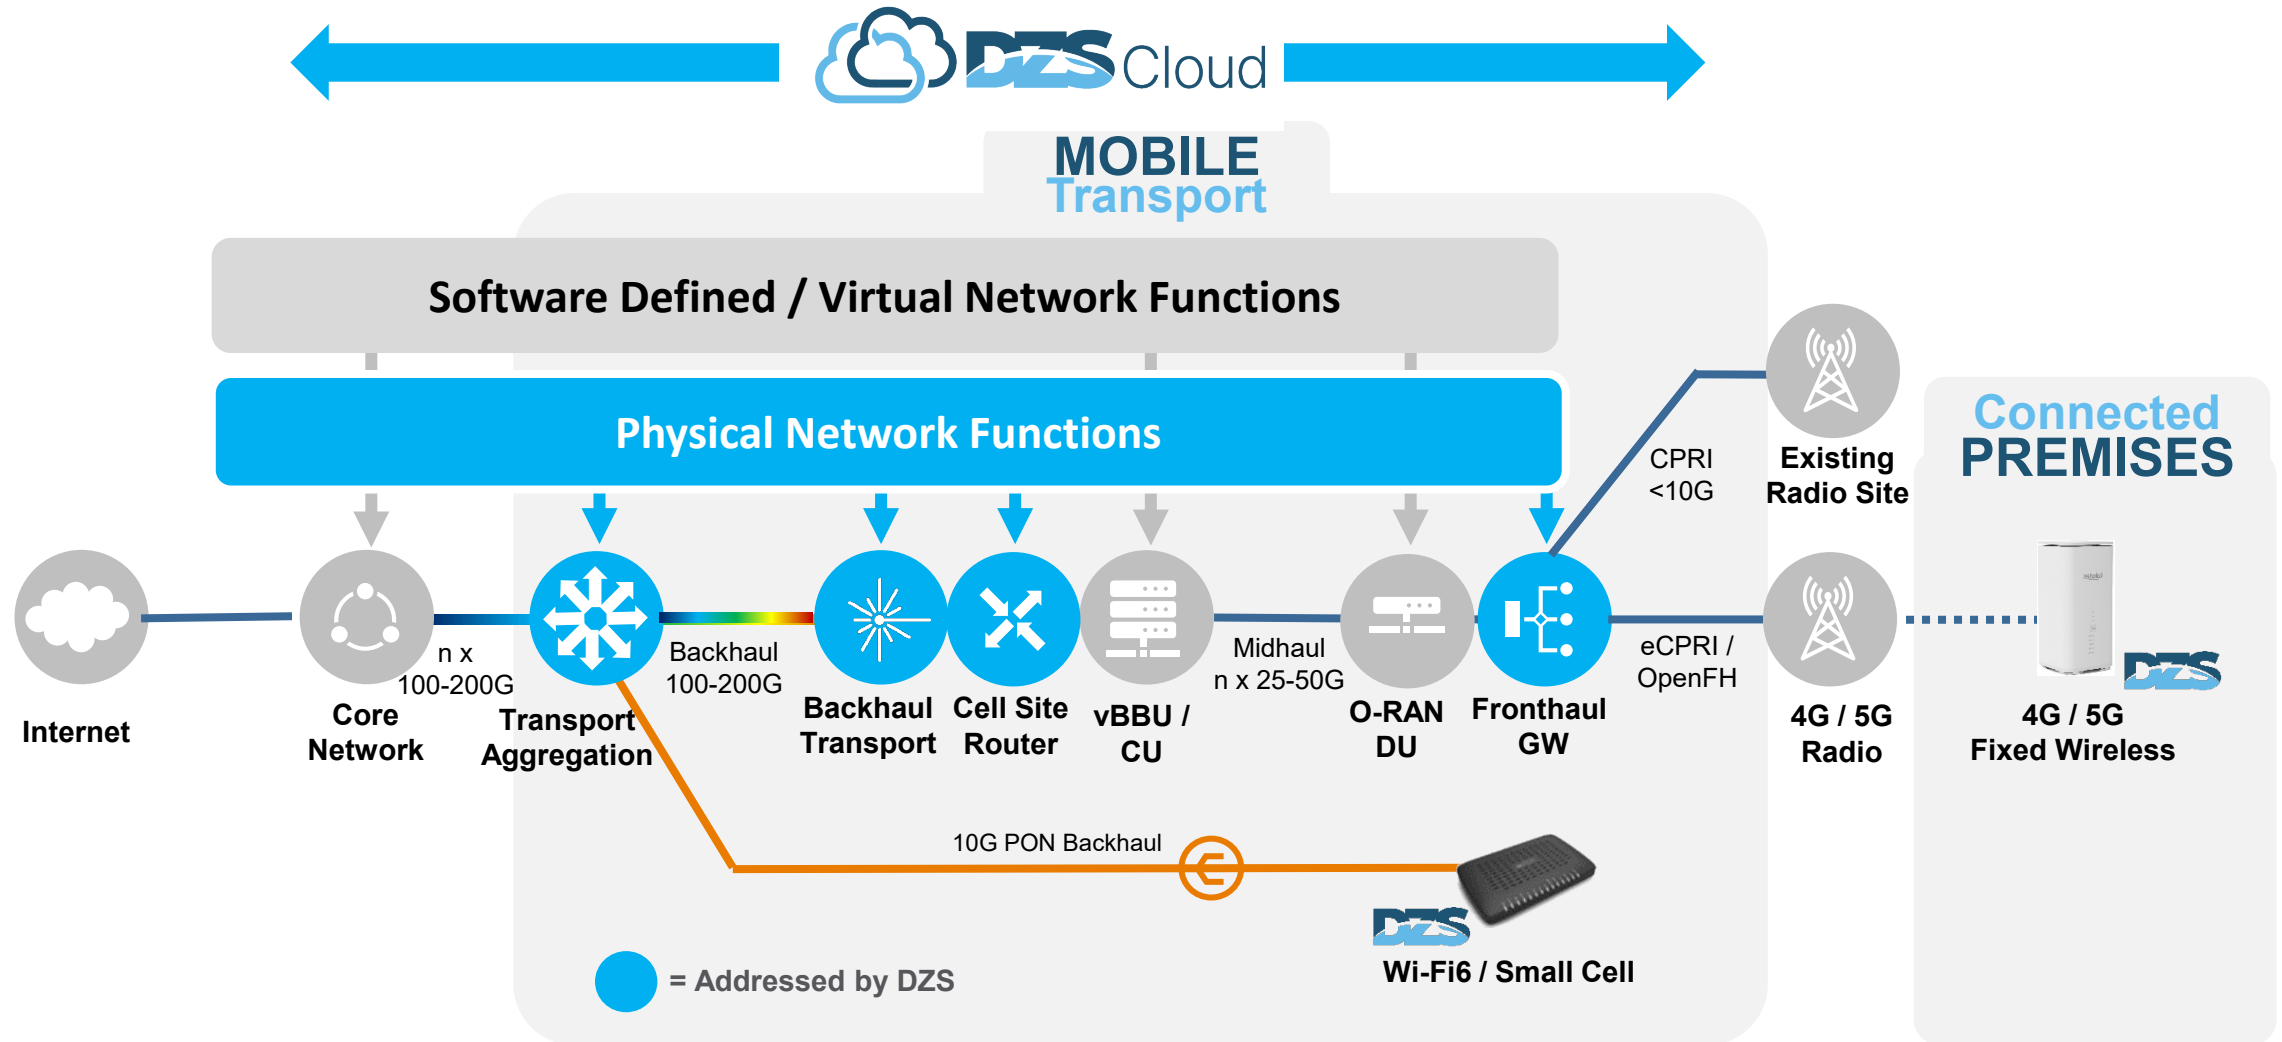 DZS Cloud
MOBILE
Transport
Software Defined / Virtual Network Functions
Physical Network Functions
CPRI
<10G
Existing
Radio Site
Connected
PREMISES
Internet
Core
Network
n x
100-200G
Transport
Aggregation
Backhaul
100-200G
Backhaul
Transport
Cell Site
Router
vBBU /
CU
Midhaul
n x 25-50G
O-RAN
DU
Fronthaul
GW
eCPRI /
OpenFH
4G / 5G
Radio
DZS
4G / 5G
Fixed Wireless
10G PON Backhaul
DZS
Wi-Fi6 / Small Cell
= Addressed by DZS